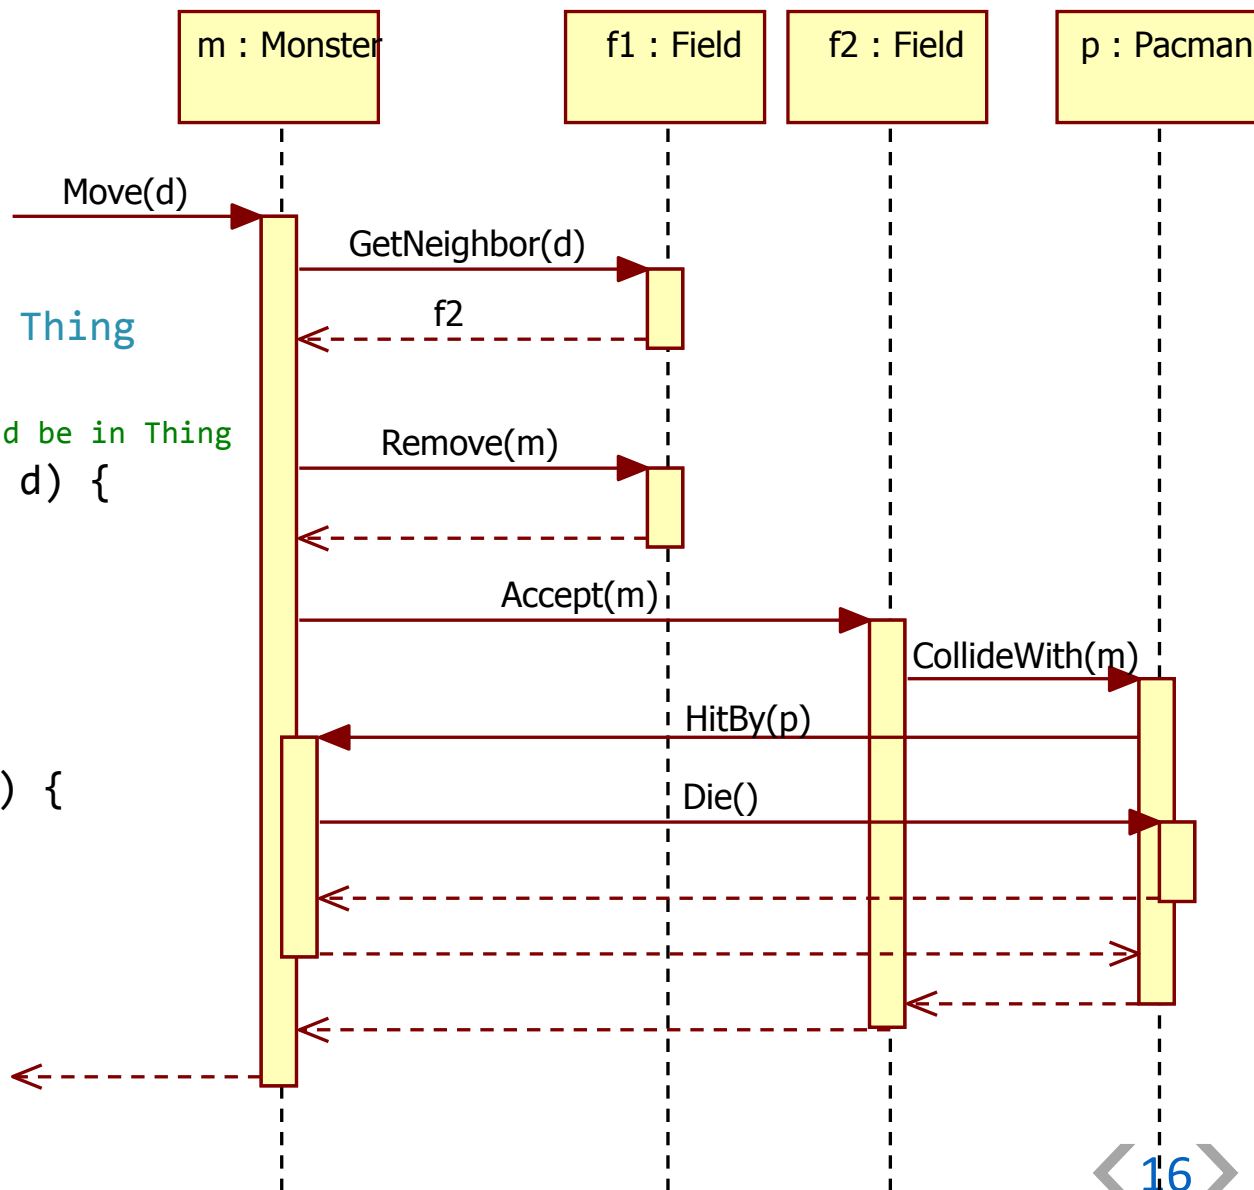 m : Monster
f1 : Field
f2 : Field
p : Pacman
Move(d)
GetNeighbor(d)
f2
Thing
d be in Thing
Remove(m)
d) {
Accept(m)
CollideWith(m)
HitBy(p)
) {
Die()
16